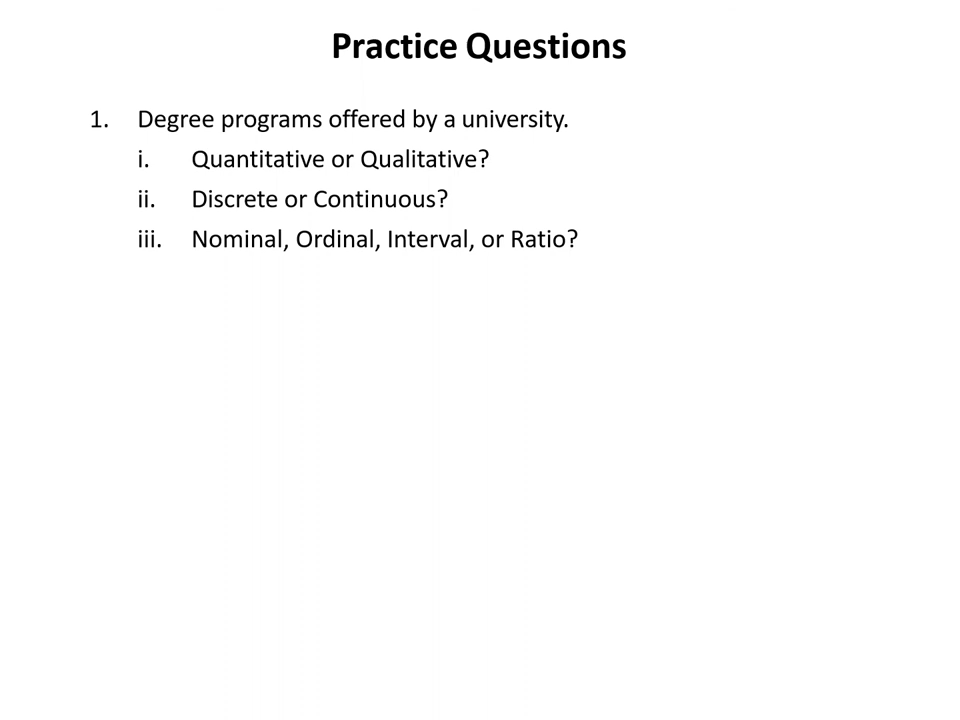 Practice Questions
1. Degree programs offered by a university.
i. Quantitative or Qualitative?
ii. Discrete or Continuous?
iii. Nominal, Ordinal, Interval, or Ratio?